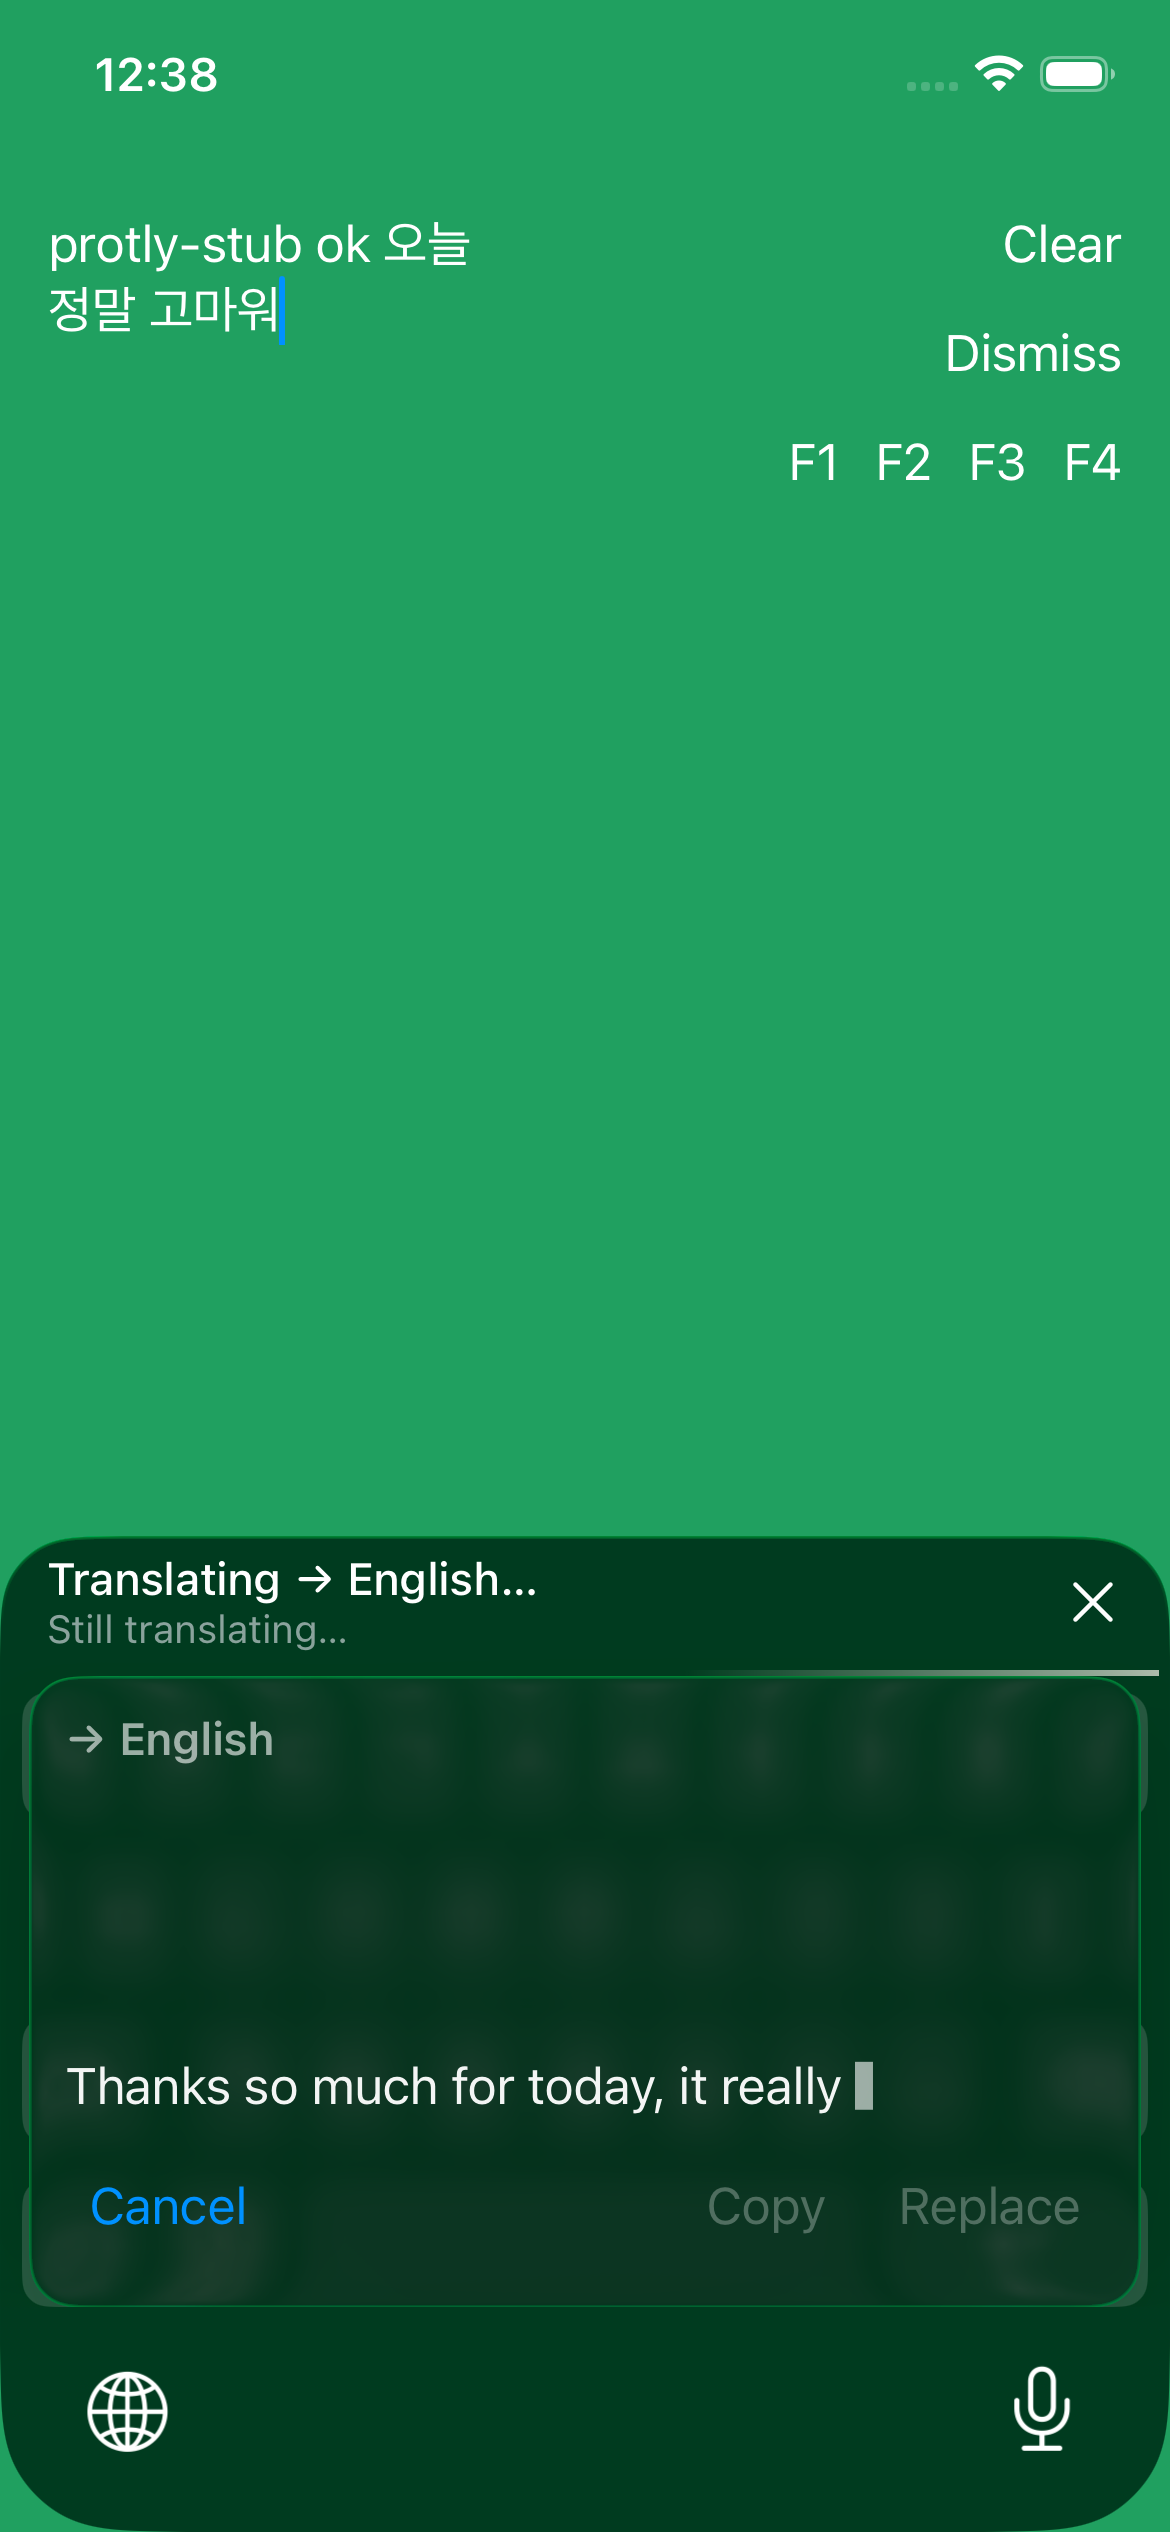 12:38
protly-stub ok 오늘
정말 고마워
Clear
Dismiss
F1 F2 F3 F4
Translating → English...
Still translating...
→ English
Thanks so much for today, it really
Cancel Copy Replace